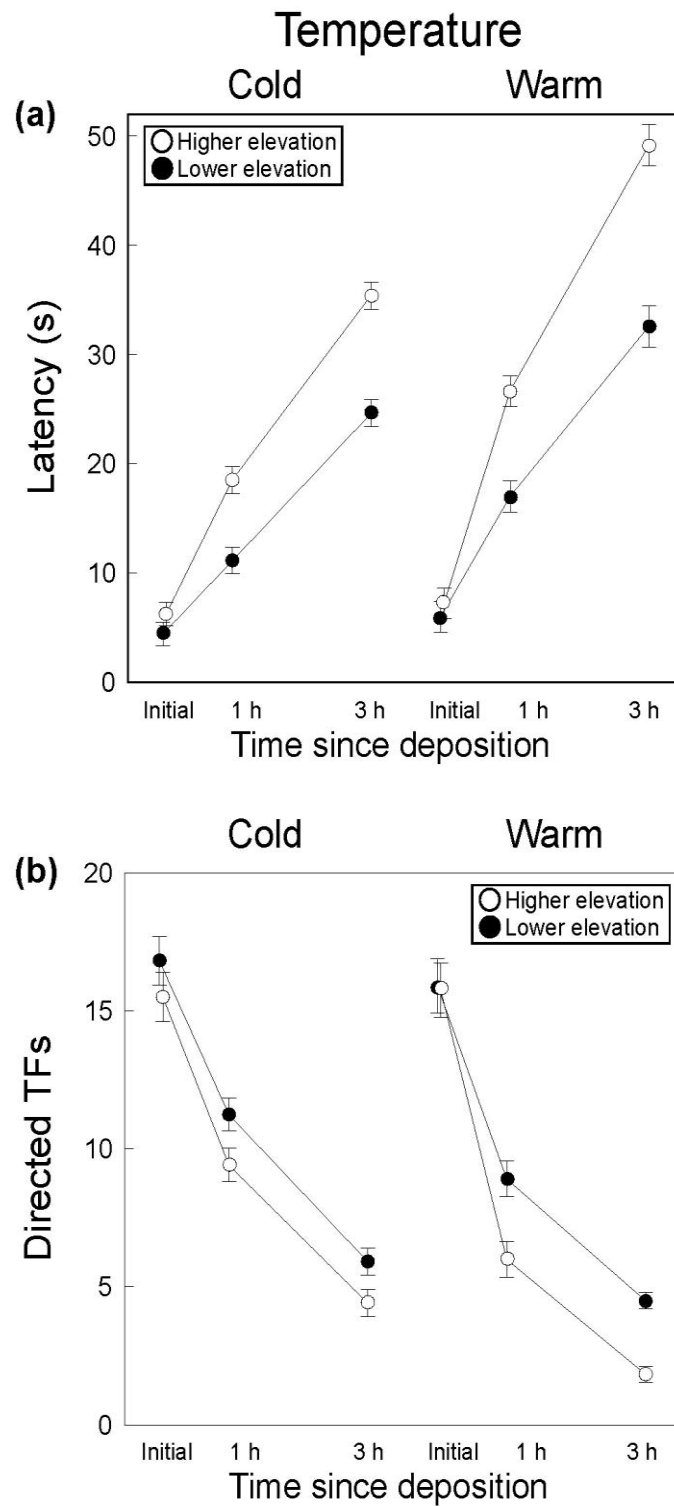 Temperature
Cold Warm
(a)
Higher elevation
Lower elevation
50
40
30
20
10
0
Latency (s)
Initial 1 h 3 h Initial 1 h 3 h
Time since deposition
Cold Warm
(b)
20
Higher elevation
Lower elevation
15
10
5
0
Directed TFs
Initial 1 h 3 h Initial 1 h 3 h
Time since deposition